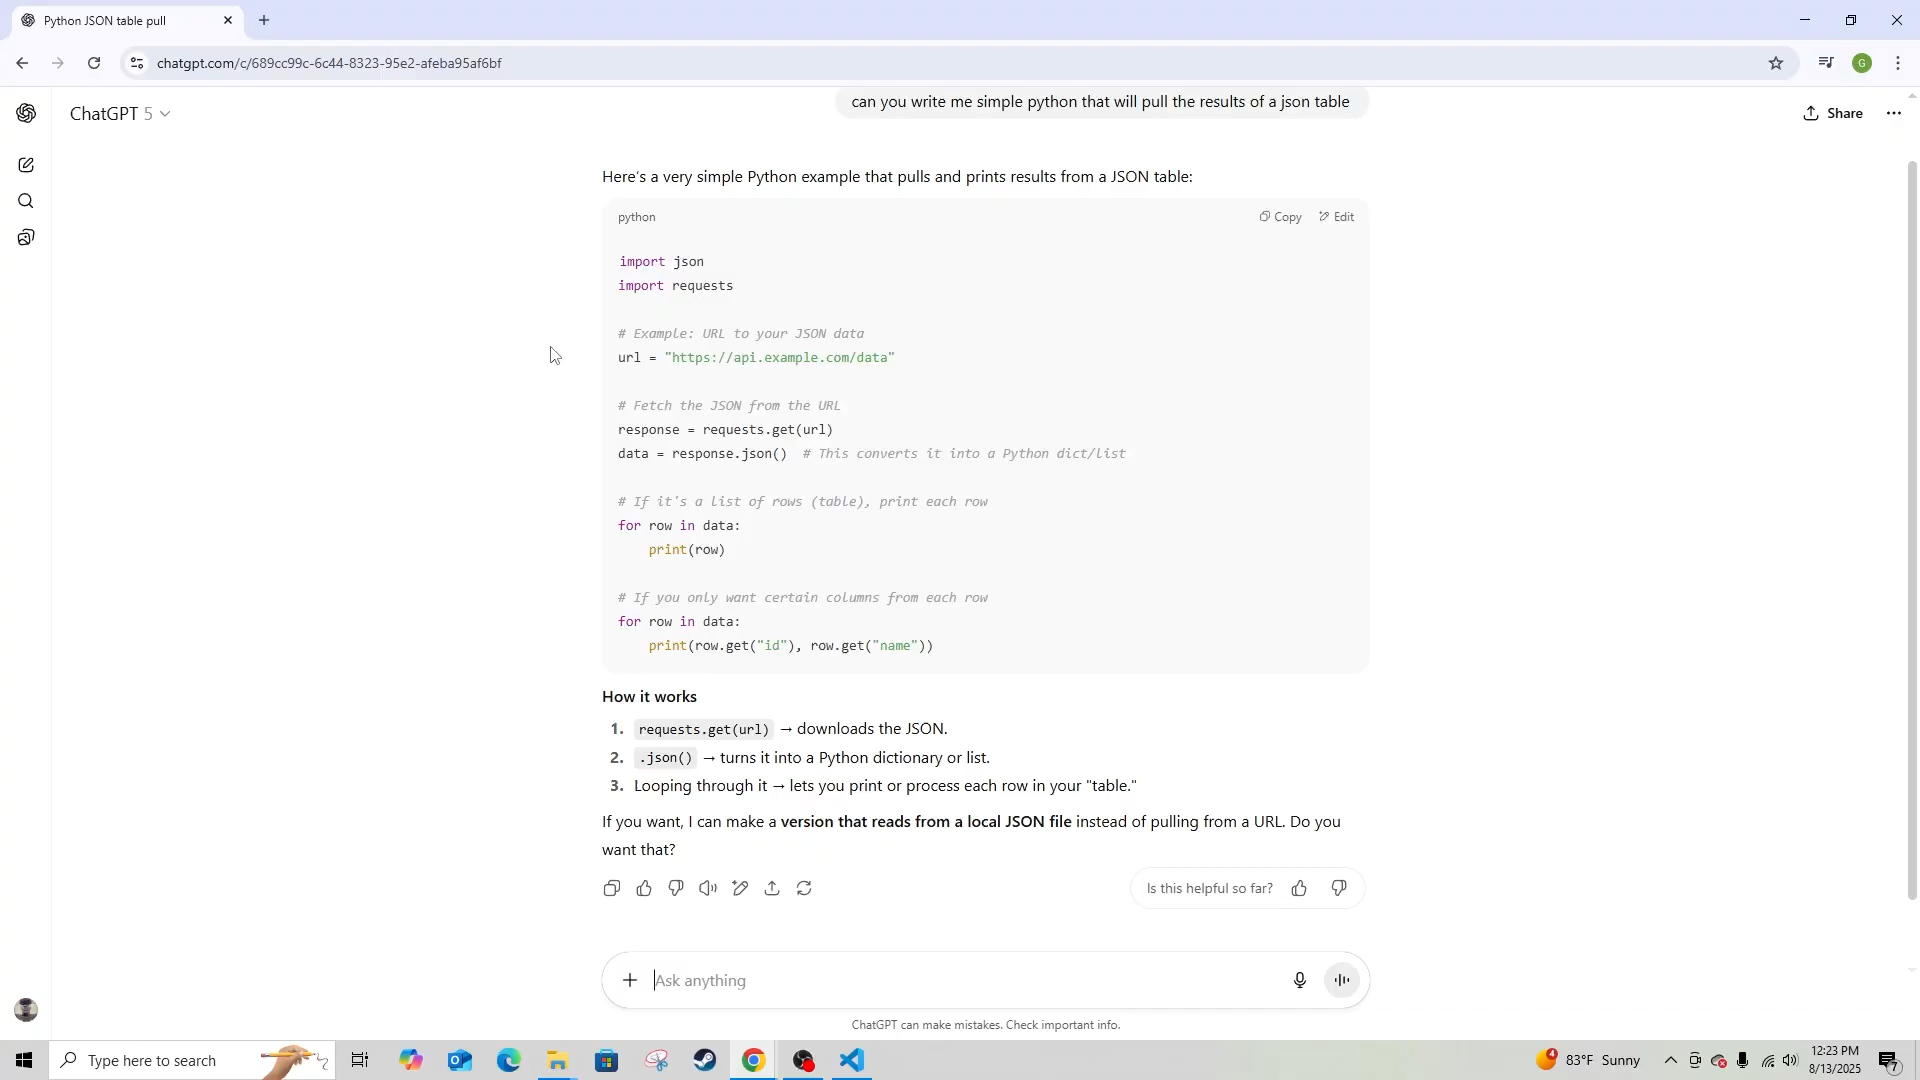 Python JSON table pull
chatgpt.com/c/689cc99c-6c44-8323-95e2-afeba95af6bf
G
ChatGPT 5
can you write me simple python that will pull the results of a json table
Share
Here's a very simple Python example that pulls and prints results from a JSON table:
python
Copy
Edit
import json
import requests
# Example: URL to your JSON data
url = "https://api.example.com/data"
# Fetch the JSON from the URL
response = requests.get(url)
data = response.json()  # This converts it into a Python dict/list
# If it's a list of rows (table), print each row
for row in data:
    print(row)
# If you only want certain columns from each row
for row in data:
    print(row.get("id"), row.get("name"))
How it works
1. requests.get(url) → downloads the JSON.
2. .json() → turns it into a Python dictionary or list.
3. Looping through it → lets you print or process each row in your "table."
If you want, I can make a version that reads from a local JSON file instead of pulling from a URL. Do you
want that?
Is this helpful so far?
Ask anything
ChatGPT can make mistakes. Check important info.
Type here to search
4
83°F Sunny
12:23 PM
8/13/2025
7